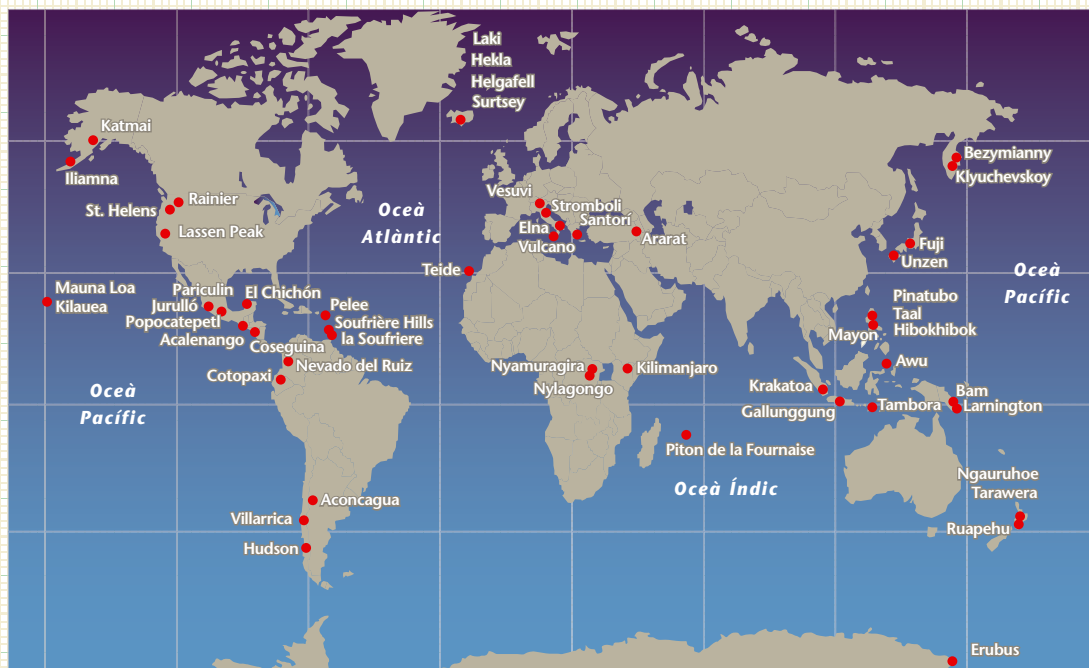 Laki
Hekla
Helgafell
Surtsey
Katmai
Iliamna
Bezymianny
Klyuchevskoy
Rainier
St. Helens
Lassen Peak
Oceà
Atlàntic
Vesuvi
Stromboli
Santorí
Elna
Vulcano
Ararat
Fuji
Unzen
Teide
Oceà
Pacífic
Mauna Loa
Kilauea
Pariculin
El Chichón
Jurulló
Popocatepetl
Acalenango
Coseguina
Pelee
Soufrière Hills
la Soufriere
Nevado del Ruiz
Cotopaxi
Pinatubo
Taal
Mayon
Hibokhibok
Awu
Nyamuragira
Kilimanjaro
Nylagongo
Krakatoa
Gallunggung
Tambora
Bam
Larnington
Oceà
Pacífic
Piton de la Fournaise
Oceà Índic
Ngauruhoe
Tarawera
Ruapehu
Aconcagua
Villarrica
Hudson
Erubus